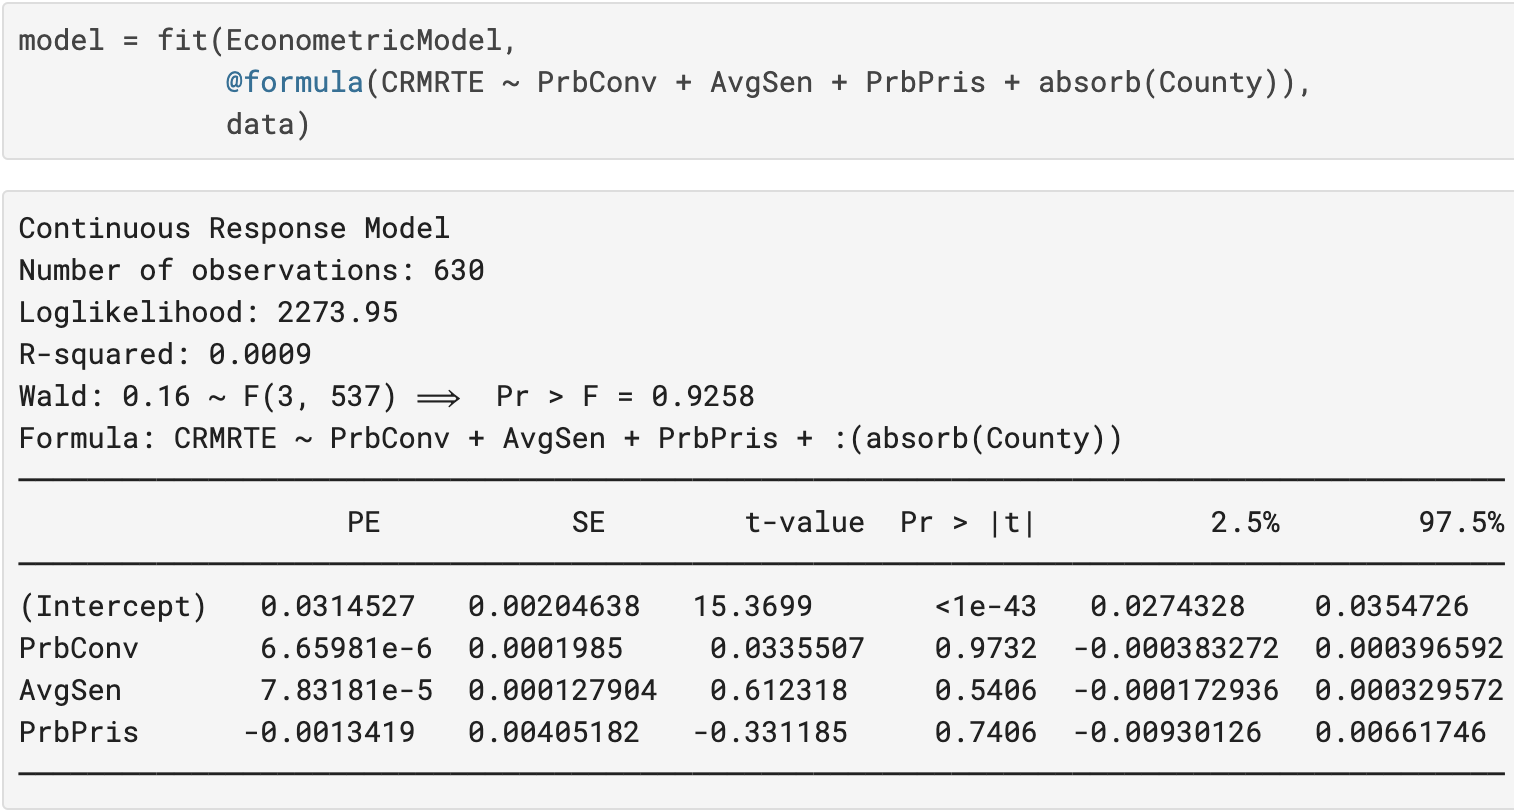 model = fit(EconometricModel,
            @formula(CRMRTE ~ PrbConv + AvgSen + PrbPris + absorb(County)),
            data)
Continuous Response Model
Number of observations: 630
Loglikelihood: 2273.95
R-squared: 0.0009
Wald: 0.16 ~ F(3, 537) ⟹  Pr > F = 0.9258
Formula: CRMRTE ~ PrbConv + AvgSen + PrbPris + :(absorb(County))
PE SE t-value Pr > |t| 2.5% 97.5%
(Intercept) 0.0314527 0.00204638 15.3699 <1e-43 0.0274328 0.0354726
PrbConv 6.65981e-6 0.0001985 0.0335507 0.9732 -0.000383272 0.000396592
AvgSen 7.83181e-5 0.000127904 0.612318 0.5406 -0.000172936 0.000329572
PrbPris -0.0013419 0.00405182 -0.331185 0.7406 -0.00930126 0.00661746